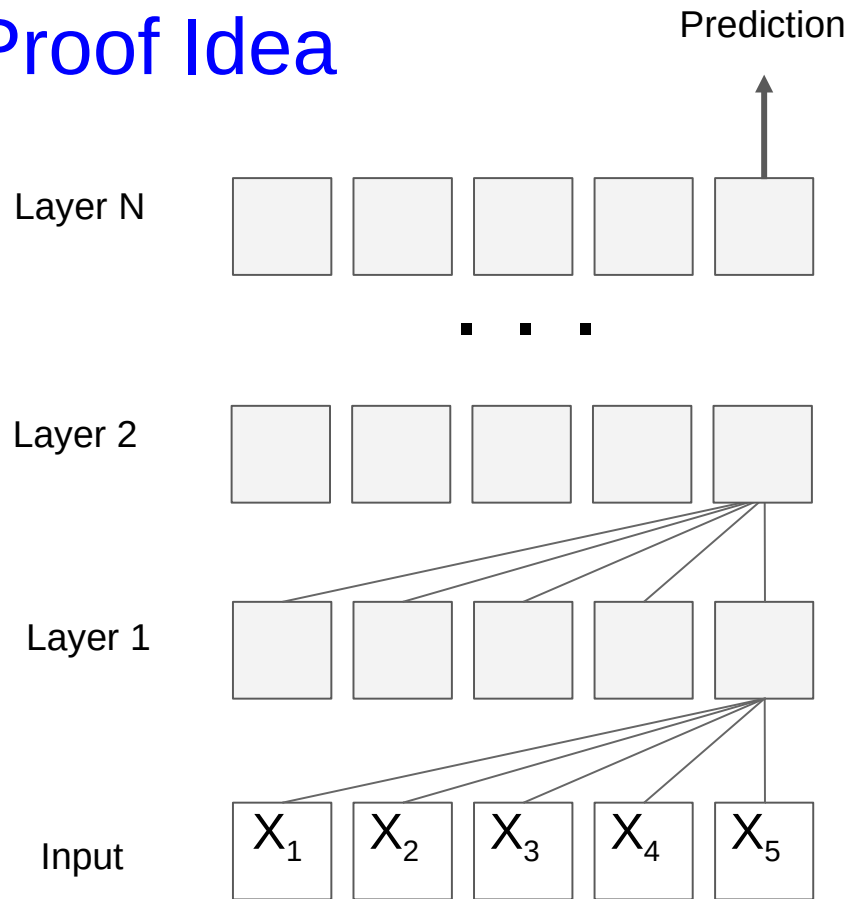 Proof Idea
Prediction
Layer N
. . .
Layer 2
Layer 1
Input
X₁ X₂ X₃ X₄ X₅